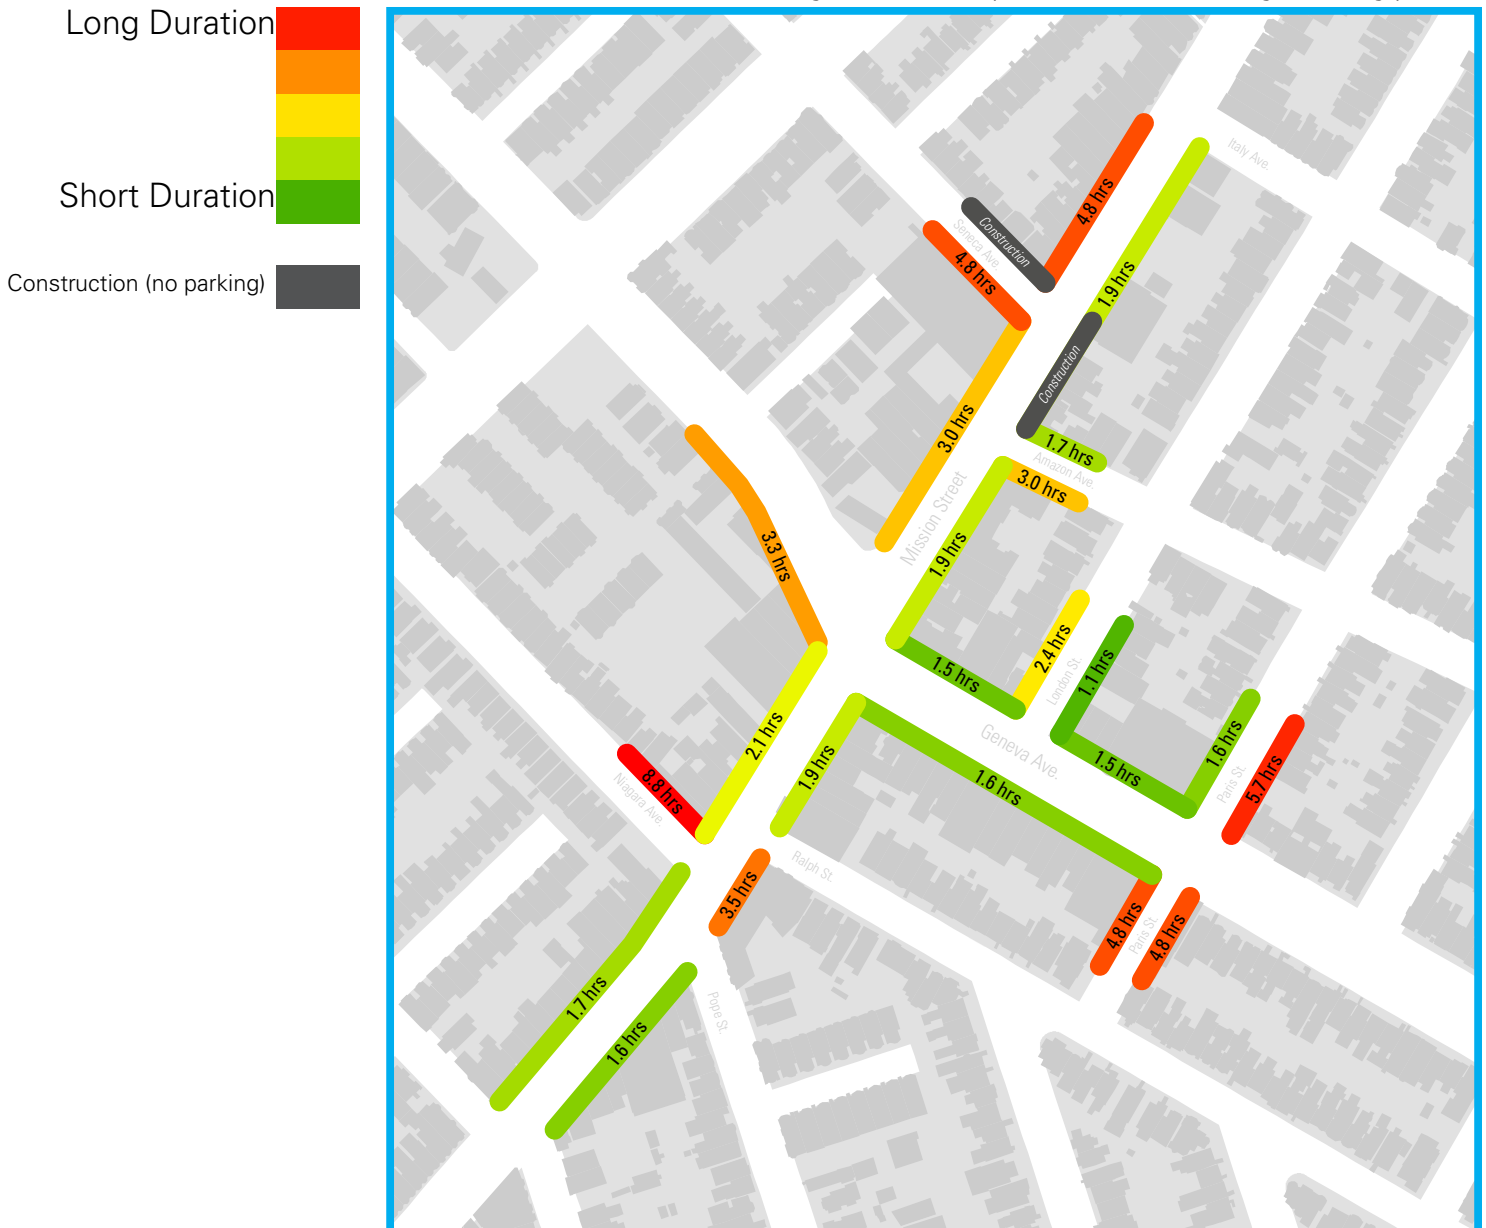 Long Duration
Short Duration
Construction (no parking)
Italy Ave.
4.8 hrs
Construction
Seneca Ave.
4.8 hrs
1.9 hrs
Construction
3.0 hrs
1.7 hrs
Amazon Ave.
3.0 hrs
Mission Street
1.9 hrs
3.3 hrs
2.4 hrs
1.5 hrs
London St.
1.1 hrs
Geneva Ave.
1.5 hrs
1.6 hrs
Paris St.
5.7 hrs
2.1 hrs
1.9 hrs
1.6 hrs
8.8 hrs
Niagara Ave.
Ralph St.
3.5 hrs
4.8 hrs
Paris St.
4.8 hrs
1.7 hrs
1.6 hrs
Pope St.